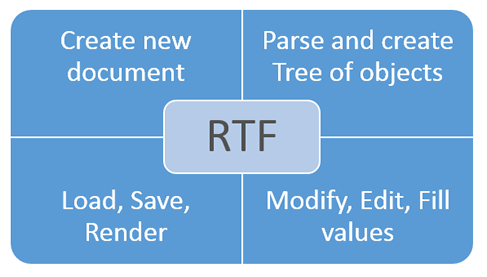 Create new
document
Parse and create
Tree of objects
RTF
Load, Save,
Render
Modify, Edit, Fill
values